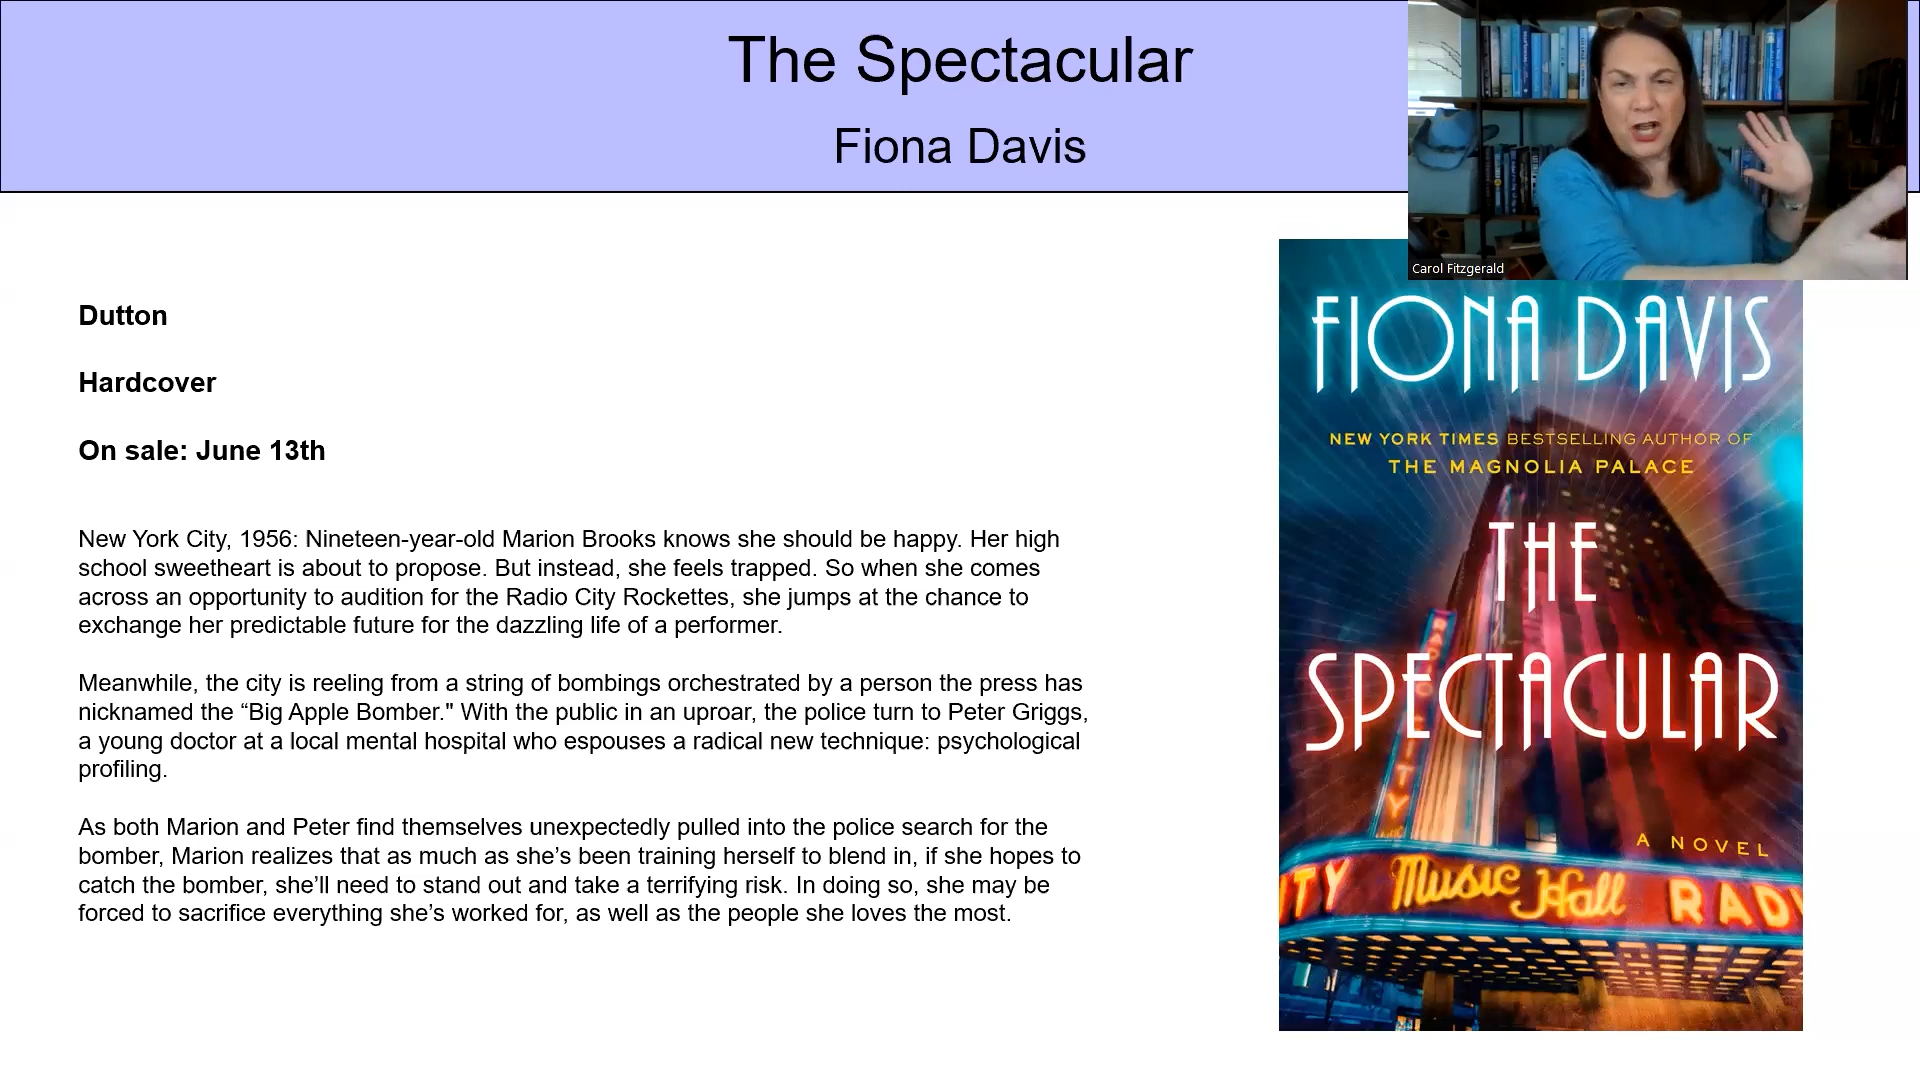 The Spectacular
Fiona Davis
Carol Fitzgerald
Dutton
Hardcover
On sale: June 13th
New York City, 1956: Nineteen-year-old Marion Brooks knows she should be happy. Her high
school sweetheart is about to propose. But instead, she feels trapped. So when she comes
across an opportunity to audition for the Radio City Rockettes, she jumps at the chance to
exchange her predictable future for the dazzling life of a performer.
Meanwhile, the city is reeling from a string of bombings orchestrated by a person the press has
nicknamed the “Big Apple Bomber." With the public in an uproar, the police turn to Peter Griggs,
a young doctor at a local mental hospital who espouses a radical new technique: psychological
profiling.
As both Marion and Peter find themselves unexpectedly pulled into the police search for the
bomber, Marion realizes that as much as she’s been training herself to blend in, if she hopes to
catch the bomber, she’ll need to stand out and take a terrifying risk. In doing so, she may be
forced to sacrifice everything she’s worked for, as well as the people she loves the most.
FIONA DAVIS
NEW YORK TIMES BESTSELLING AUTHOR OF
THE MAGNOLIA PALACE
THE
SPECTACULAR
RADIO CITY
A NOVEL
ITY Music Hall RAD